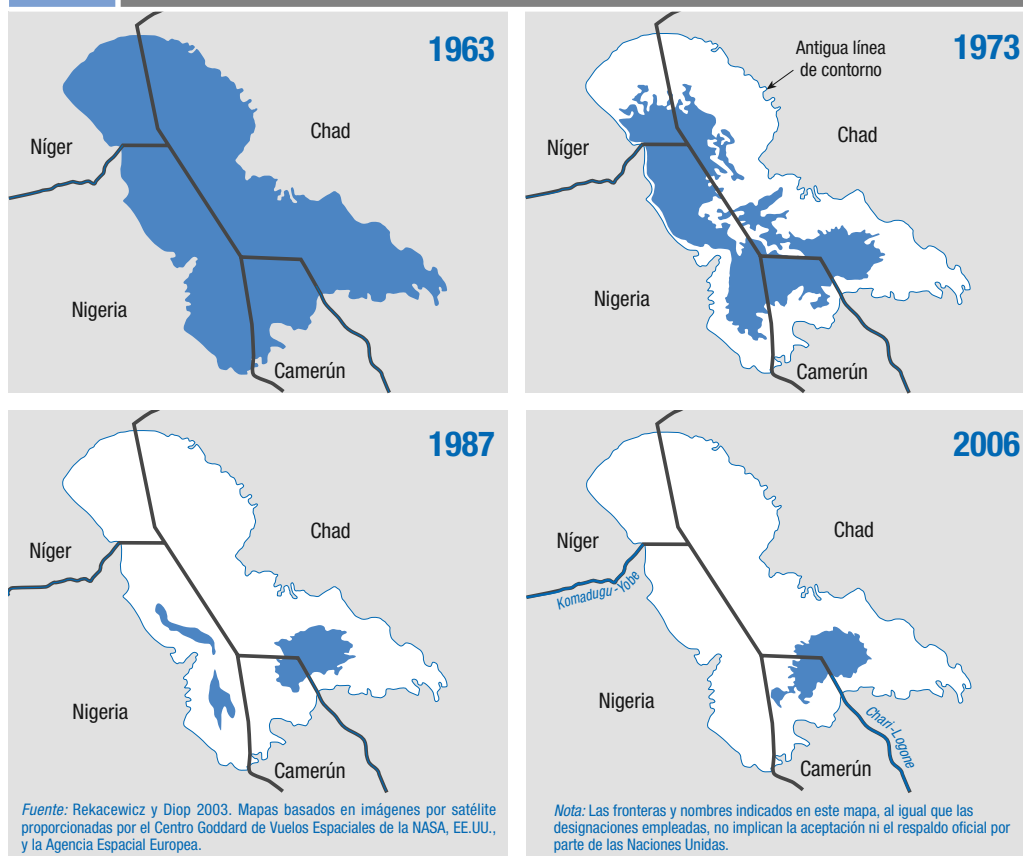 1963
Níger
Chad
Nigeria
Camerún
1973
Antigua línea
de contorno
Níger
Chad
Nigeria
Camerún
1987
Níger
Chad
Nigeria
Camerún
Fuente: Rekacewicz y Diop 2003. Mapas basados en imágenes por satélite
proporcionadas por el Centro Goddard de Vuelos Espaciales de la NASA, EE.UU.,
y la Agencia Espacial Europea.
2006
Níger
Chad
Komadugu-Yobe
Nigeria
Chari-Logone
Camerún
Nota: Las fronteras y nombres indicados en este mapa, al igual que las
designaciones empleadas, no implican la aceptación ni el respaldo oficial por
parte de las Naciones Unidas.